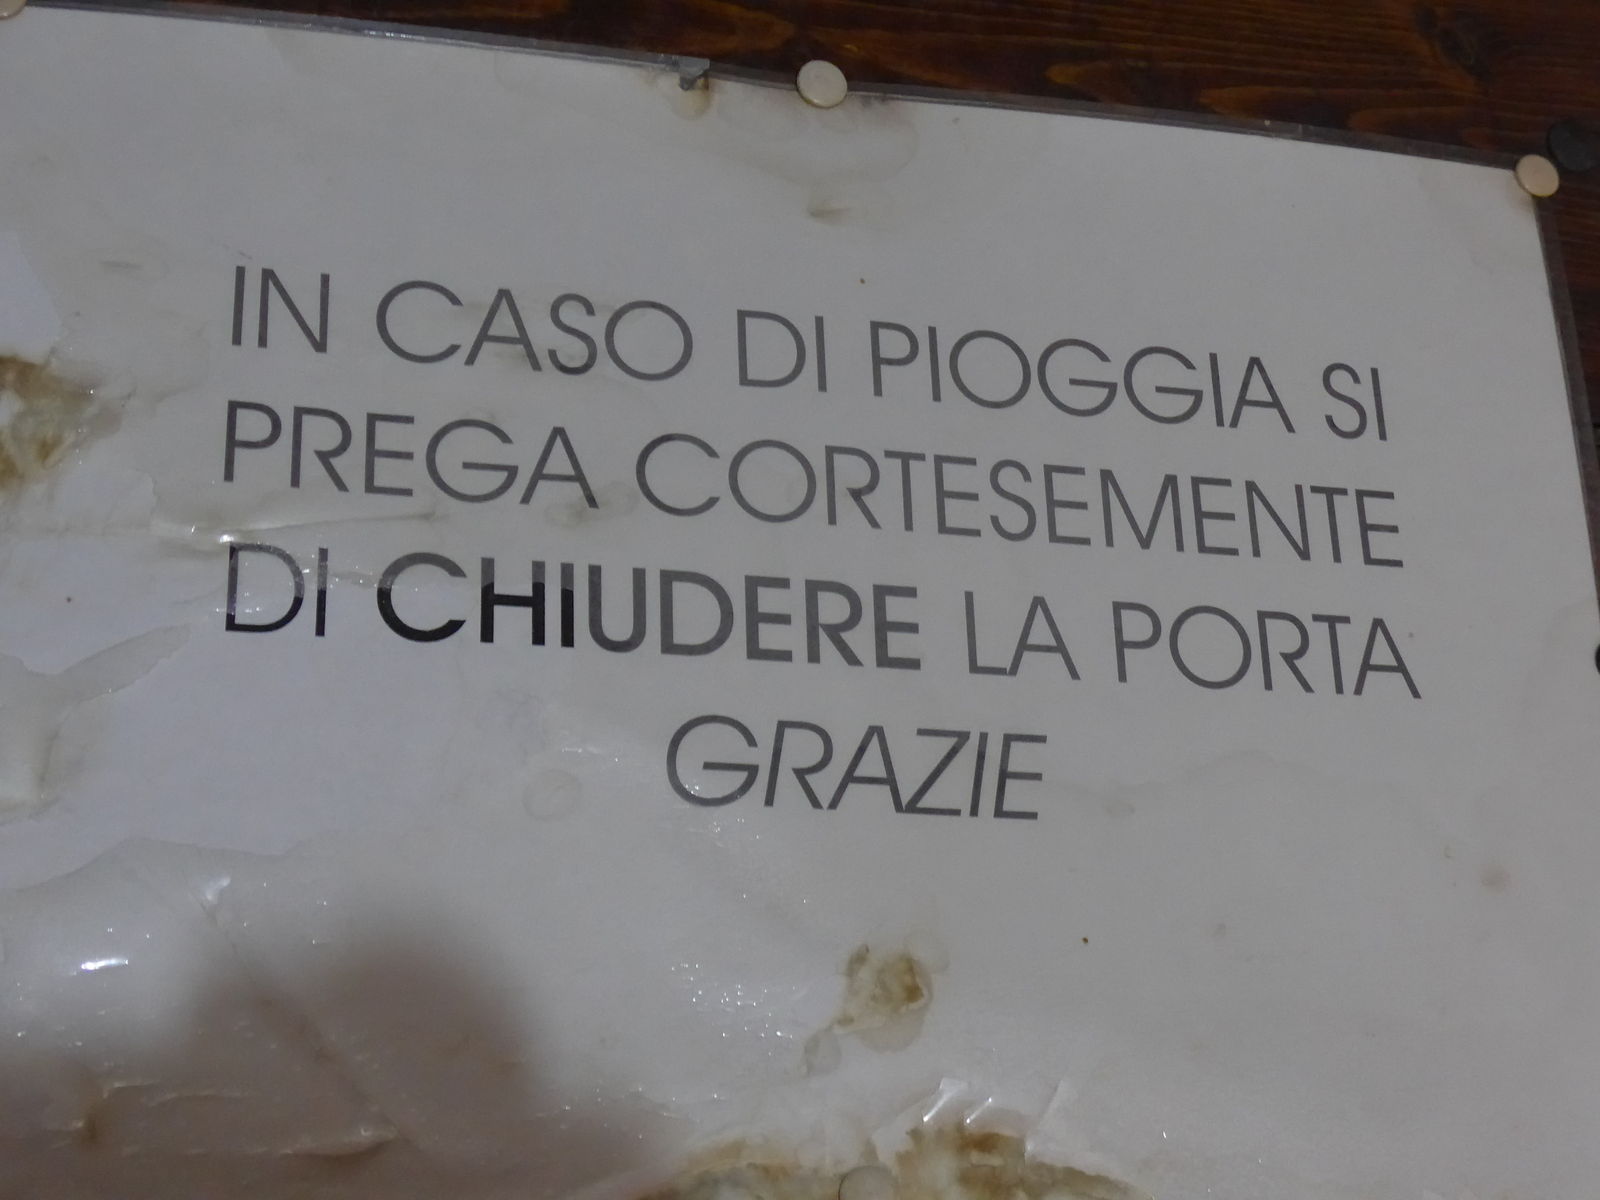 IN CASO DI PIOGGIA SI
PREGA CORTESEMENTE
DI CHIUDERE LA PORTA
GRAZIE